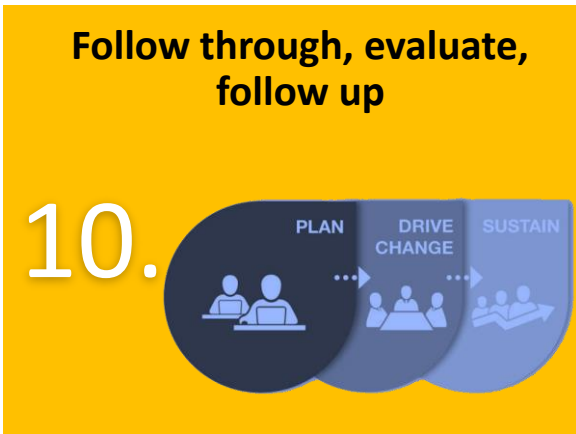 Follow through, evaluate,
follow up
10.
PLAN
DRIVE
CHANGE
SUSTAIN